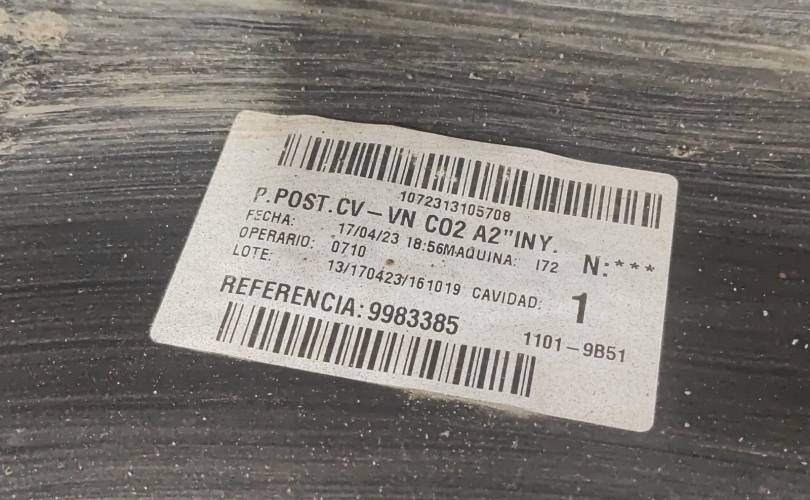 1072313105708
P.POST.CV-VN CO2 A2"INY.
FECHA: 17/04/23 18:56MAQUINA: I72 N:***
OPERARIO: 0710
LOTE: 13/170423/161019 CAVIDAD: 1
REFERENCIA: 9983385
1101-9B51